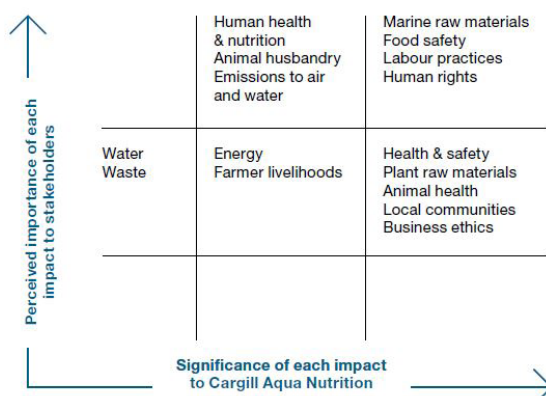 Perceived importance of each
impact to stakeholders
Human health
& nutrition
Animal husbandry
Emissions to air
and water
Marine raw materials
Food safety
Labour practices
Human rights
Water
Waste
Energy
Farmer livelihoods
Health & safety
Plant raw materials
Animal health
Local communities
Business ethics
Significance of each impact
to Cargill Aqua Nutrition